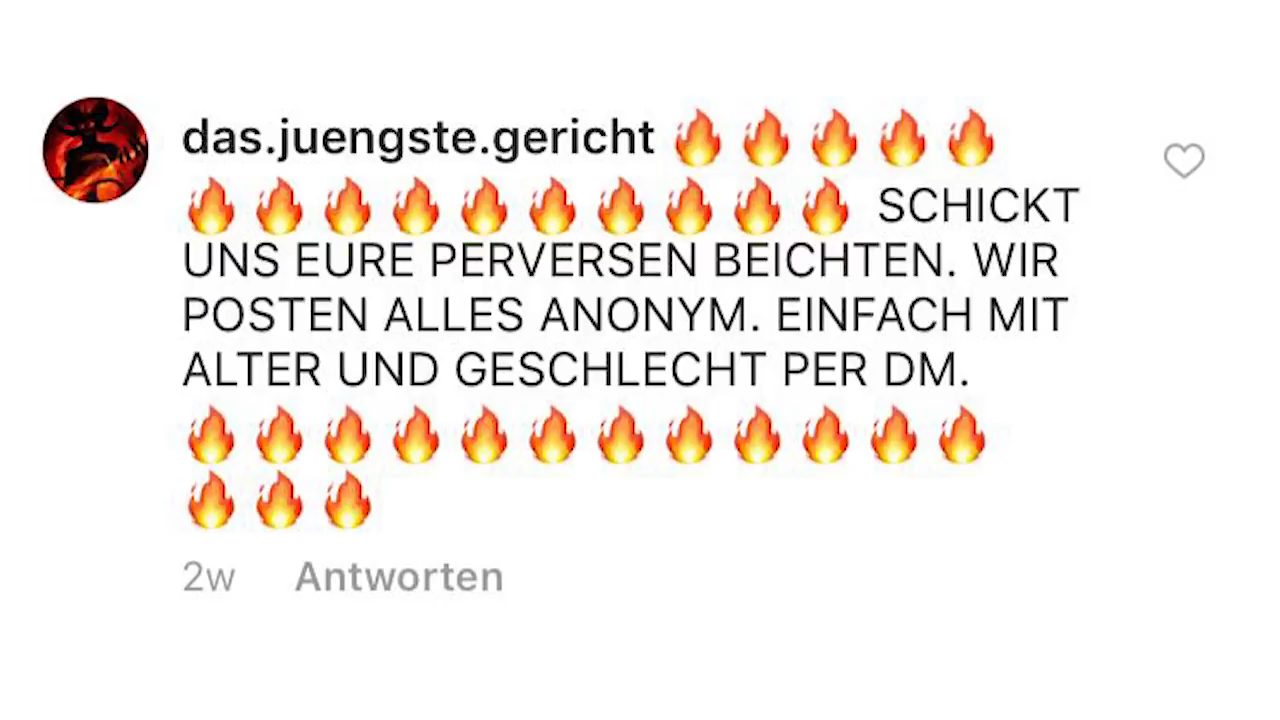 das.juengste.gericht 🔥🔥🔥🔥🔥
🔥🔥🔥🔥🔥🔥🔥🔥🔥🔥 SCHICKT
UNS EURE PERVERSEN BEICHTEN. WIR
POSTEN ALLES ANONYM. EINFACH MIT
ALTER UND GESCHLECHT PER DM.
🔥🔥🔥🔥🔥🔥🔥🔥🔥🔥🔥🔥
🔥🔥🔥
2w Antworten